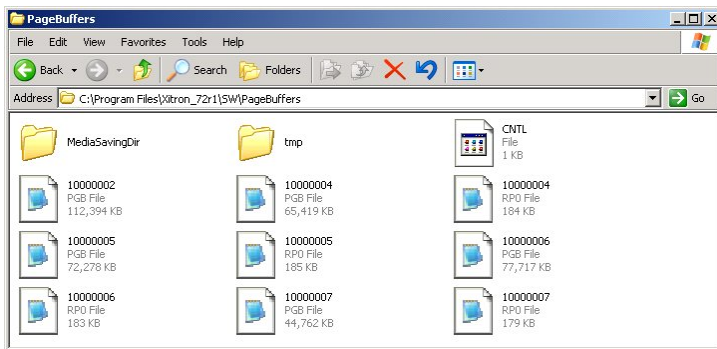 PageBuffers
File Edit View Favorites Tools Help
Back Search Folders
Address C:\Program Files\Xitron_72r1\SW\PageBuffers Go
MediaSavingDir
tmp
CNTL
File
1 KB
10000002
PGB File
112,394 KB
10000004
PGB File
65,419 KB
10000004
RP0 File
184 KB
10000005
PGB File
72,278 KB
10000005
RP0 File
185 KB
10000006
PGB File
77,717 KB
10000006
RP0 File
183 KB
10000007
PGB File
44,762 KB
10000007
RP0 File
179 KB